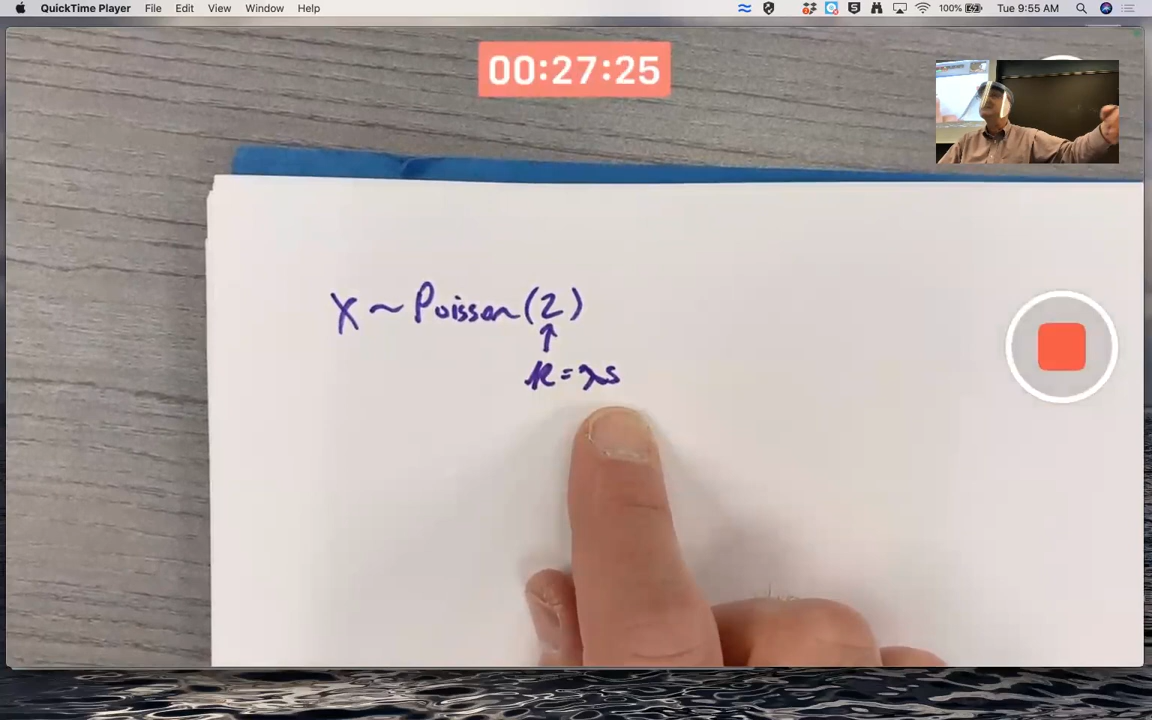 QuickTime Player File Edit View Window Help 100% Tue 9:55 AM
00:27:25
X ~ Poisson(2)
↑
k = λs